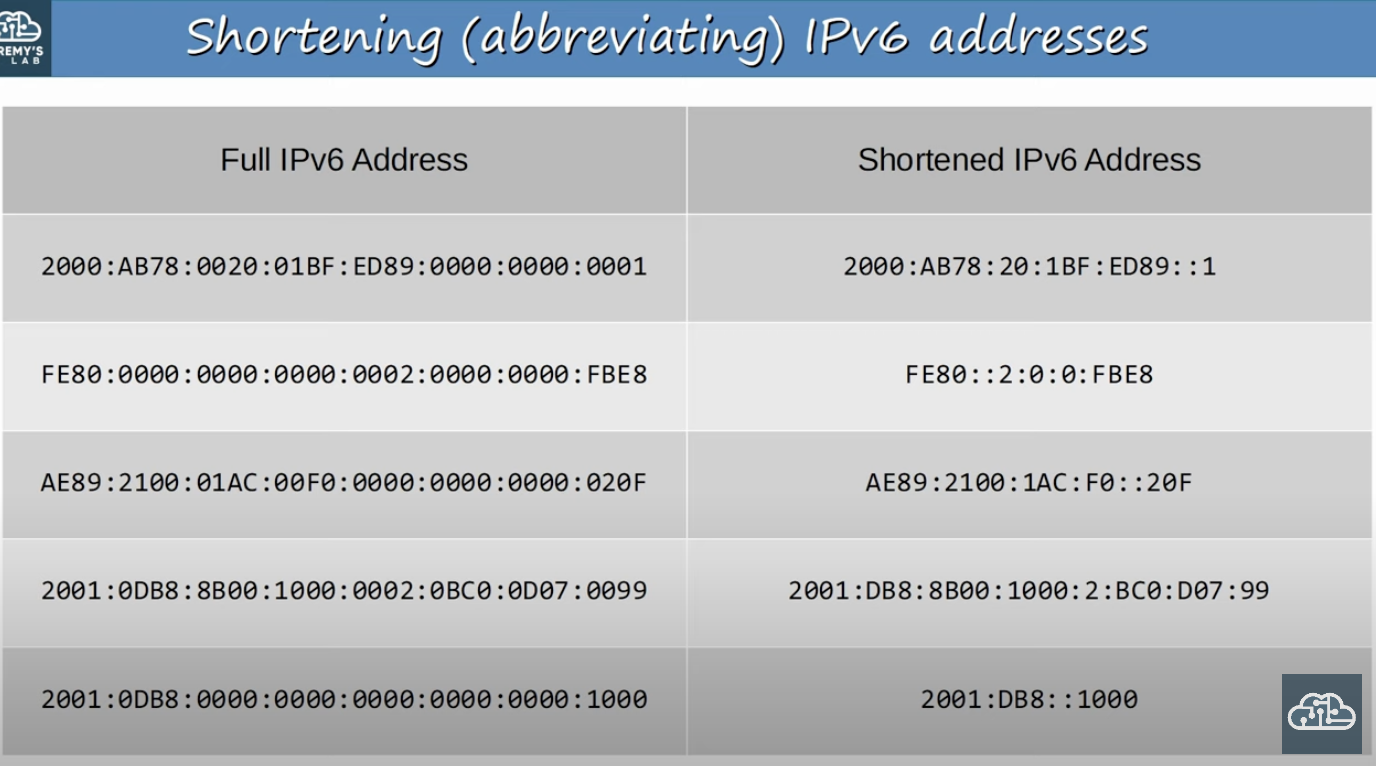 REMY'S
LAB
Shortening (abbreviating) IPv6 addresses
Full IPv6 Address
Shortened IPv6 Address
2000:AB78:0020:01BF:ED89:0000:0000:0001
2000:AB78:20:1BF:ED89::1
FE80:0000:0000:0000:0002:0000:0000:FBE8
FE80::2:0:0:FBE8
AE89:2100:01AC:00F0:0000:0000:0000:020F
AE89:2100:1AC:F0::20F
2001:0DB8:8B00:1000:0002:0BC0:0D07:0099
2001:DB8:8B00:1000:2:BC0:D07:99
2001:0DB8:0000:0000:0000:0000:0000:1000
2001:DB8::1000